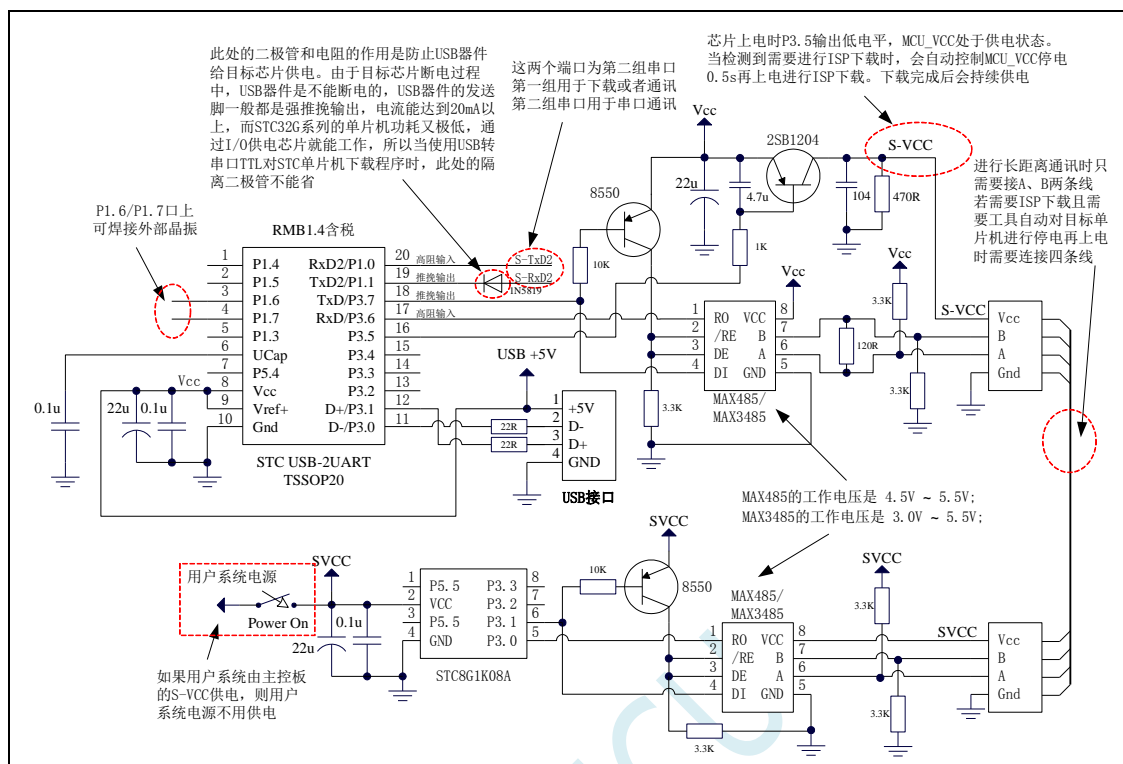 此处的二极管和电阻的作用是防止USB器件
给目标芯片供电。由于目标芯片断电过程
中，USB器件是不能断电的，USB器件的发送
脚一般都是强推挽输出，电流能达到20mA以
上，而STC32G系列的单片机功耗又极低，通
过I/O供电芯片就能工作，所以当使用USB转
串口TTL对STC单片机下载程序时，此处的隔
离二极管不能省
这两个端口为第二组串口
第一组用于下载或者通讯
第二组串口用于串口通讯
芯片上电时P3.5输出低电平，MCU_VCC处于供电状态。
当检测到需要进行ISP下载时，会自动控制MCU_VCC停电
0.5s再上电进行ISP下载。下载完成后会持续供电
进行长距离通讯时只
需要接A、B两条线
若需要ISP下载且需
要工具自动对目标单
片机进行停电再上电
时需要连接四条线
P1.6/P1.7口上
可焊接外部晶振
RMB1.4含税
1 P1.4
2 P1.5
3 P1.6
4 P1.7
5 P1.3
6 UCap
7 P5.4
8 Vcc
9 Vref+
10 Gnd
RxD2/P1.0 20
TxD2/P1.1 19
TxD/P3.7 18
RxD/P3.6 17
P3.5 16
P3.4 15
P3.3 14
P3.2 13
D+/P3.1 12
D-/P3.0 11
STC USB-2UART
TSSOP20
高阻输入
推挽输出
推挽输出
高阻输入
S-TxD2
S-RxD2
1N5819
Vcc
0.1u
22u
0.1u
USB +5V
22R
22R
1 +5V
2 D-
3 D+
4 GND
USB接口
Vcc
8550
10K
22u
4.7u
2SB1204
1K
104
470R
S-VCC
3.3K
1 RO VCC 8
2 /RE B 7
3 DE A 6
4 DI GND 5
MAX485/
MAX3485
Vcc
120R
Vcc
3.3K
3.3K
S-VCC
Vcc
B
A
Gnd
MAX485的工作电压是 4.5V ~ 5.5V;
MAX3485的工作电压是 3.0V ~ 5.5V;
用户系统电源
Power On
如果用户系统由主控板
的S-VCC供电，则用户
系统电源不用供电
SVCC
22u
0.1u
1 P5.5 P3.3 8
2 VCC P3.2 7
3 P5.5 P3.1 6
4 GND P3.0 5
STC8G1K08A
10K
SVCC
8550
MAX485/
MAX3485
1 RO VCC 8
2 /RE B 7
3 DE A 6
4 DI GND 5
3.3K
SVCC
3.3K
3.3K
SVCC
Vcc
B
A
Gnd